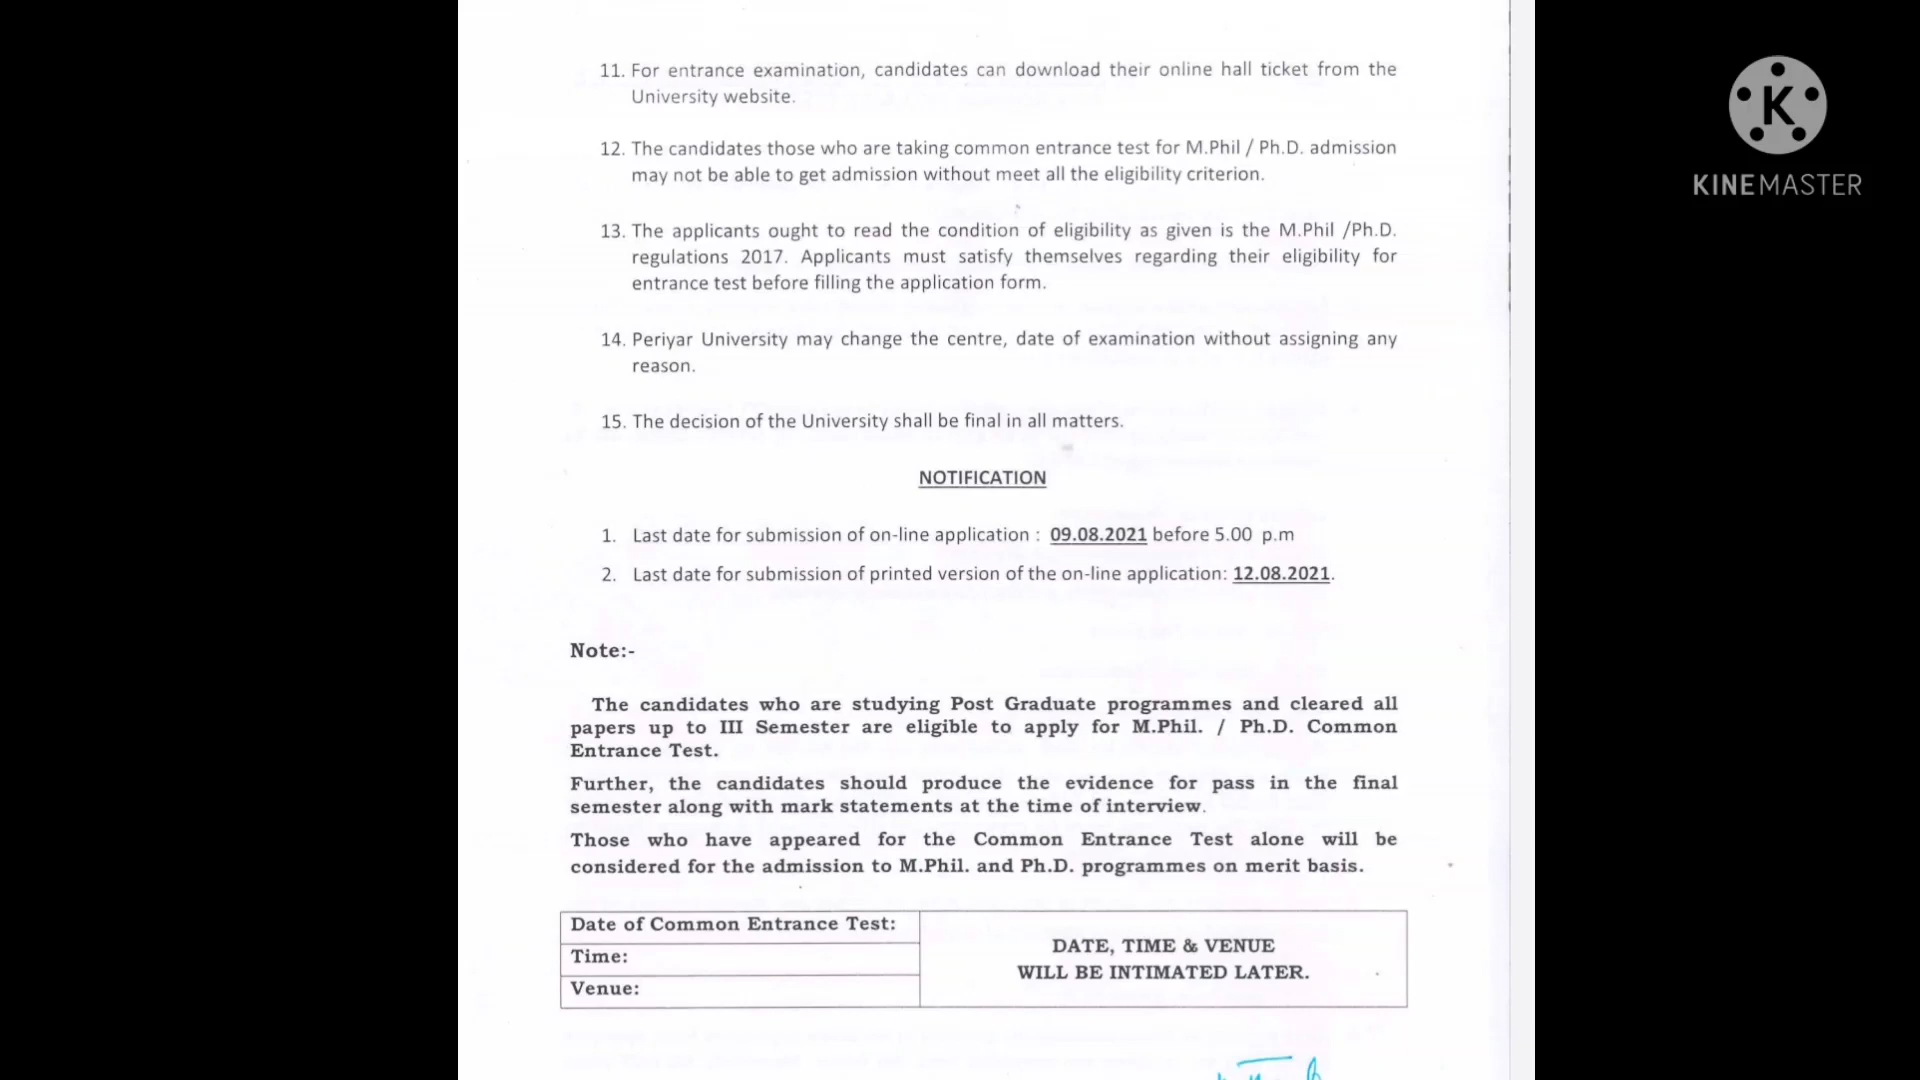 11. For entrance examination, candidates can download their online hall ticket from the
University website.
12. The candidates those who are taking common entrance test for M.Phil / Ph.D. admission
may not be able to get admission without meet all the eligibility criterion.
13. The applicants ought to read the condition of eligibility as given is the M.Phil /Ph.D.
regulations 2017. Applicants must satisfy themselves regarding their eligibility for
entrance test before filling the application form.
14. Periyar University may change the centre, date of examination without assigning any
reason.
15. The decision of the University shall be final in all matters.
NOTIFICATION
1. Last date for submission of on-line application : 09.08.2021 before 5.00 p.m
2. Last date for submission of printed version of the on-line application: 12.08.2021.
Note:-
The candidates who are studying Post Graduate programmes and cleared all
papers up to III Semester are eligible to apply for M.Phil. / Ph.D. Common
Entrance Test.
Further, the candidates should produce the evidence for pass in the final
semester along with mark statements at the time of interview.
Those who have appeared for the Common Entrance Test alone will be
considered for the admission to M.Phil. and Ph.D. programmes on merit basis.
Date of Common Entrance Test:
Time:
Venue:
DATE, TIME & VENUE
WILL BE INTIMATED LATER.
K
KINEMASTER